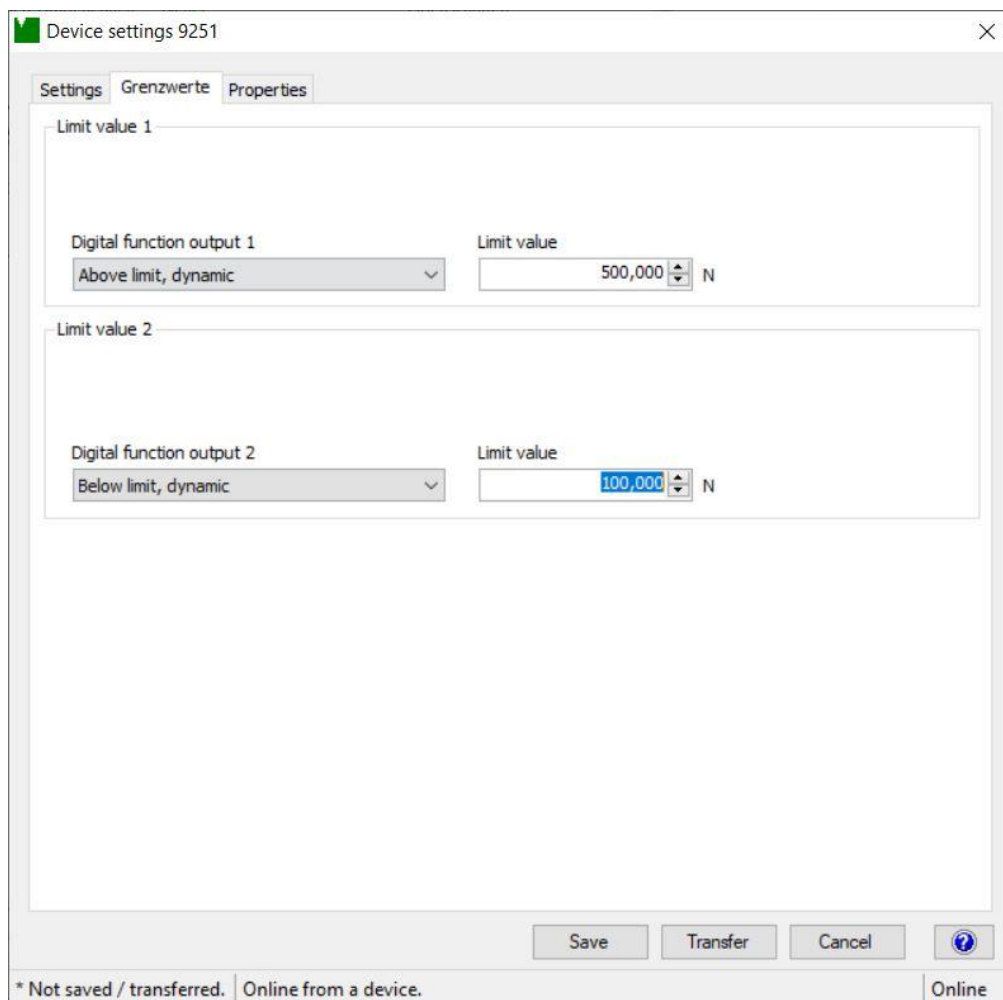 Device settings 9251
Settings Grenzwerte Properties
Limit value 1
Digital function output 1 Limit value
Above limit, dynamic 500,000 N
Limit value 2
Digital function output 2 Limit value
Below limit, dynamic 100,000 N
Save Transfer Cancel ?
* Not saved / transferred. Online from a device. Online